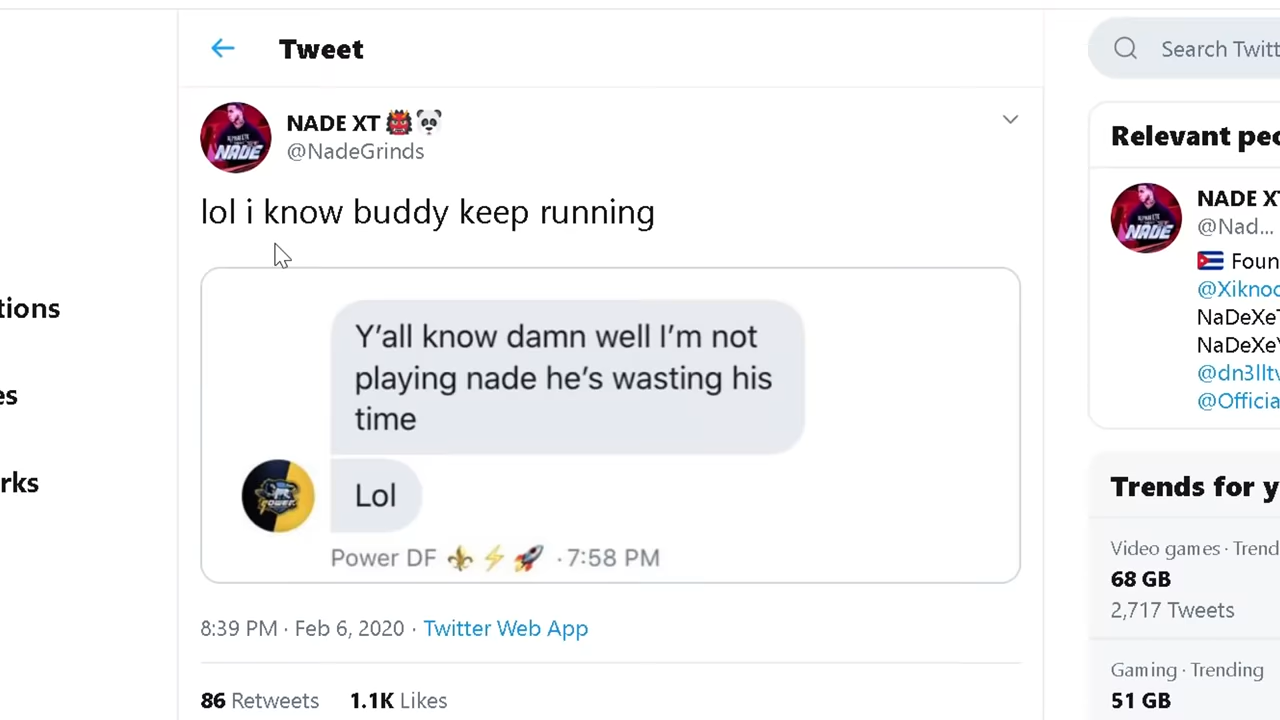 Tweet
NADE XT 👹🐼
@NadeGrinds
lol i know buddy keep running
Y'all know damn well I'm not
playing nade he's wasting his
time
Lol
Power DF ⚜️ ⚡ 🚀 · 7:58 PM
8:39 PM · Feb 6, 2020 · Twitter Web App
86 Retweets 1.1K Likes
tions
es
rks
Search Twitt
Relevant peo
NADE XT
@Nad...
🇨🇺 Foun
@Xiknoc
NaDeXeT
NaDeXeY
@dn3lltv
@Officia
Trends for y
Video games · Trend
68 GB
2,717 Tweets
Gaming · Trending
51 GB